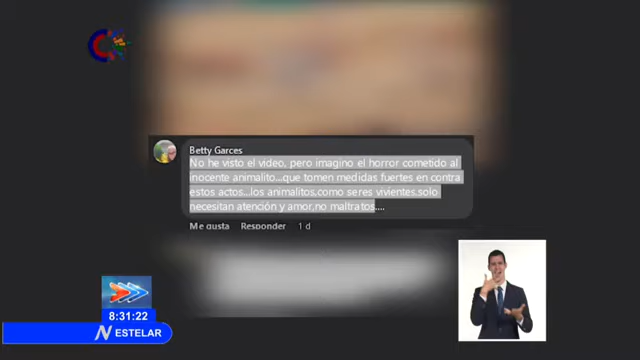 Betty Garces
No he visto el video, pero imagino el horror cometido al
inocente animalito...que tomen medidas fuertes en contra
estos actos...los animalitos,como seres vivientes.solo
necesitan atención y amor,no maltratos....
Me gusta Responder 1 d
8:31:22
N ESTELAR